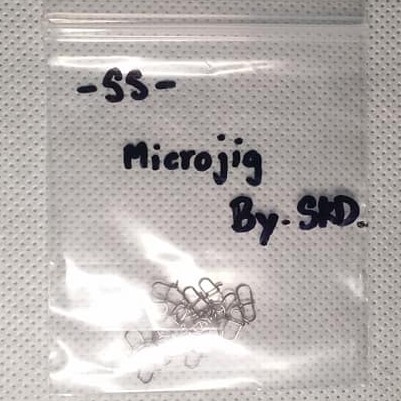 -SS-
Microjig
By. SKD.